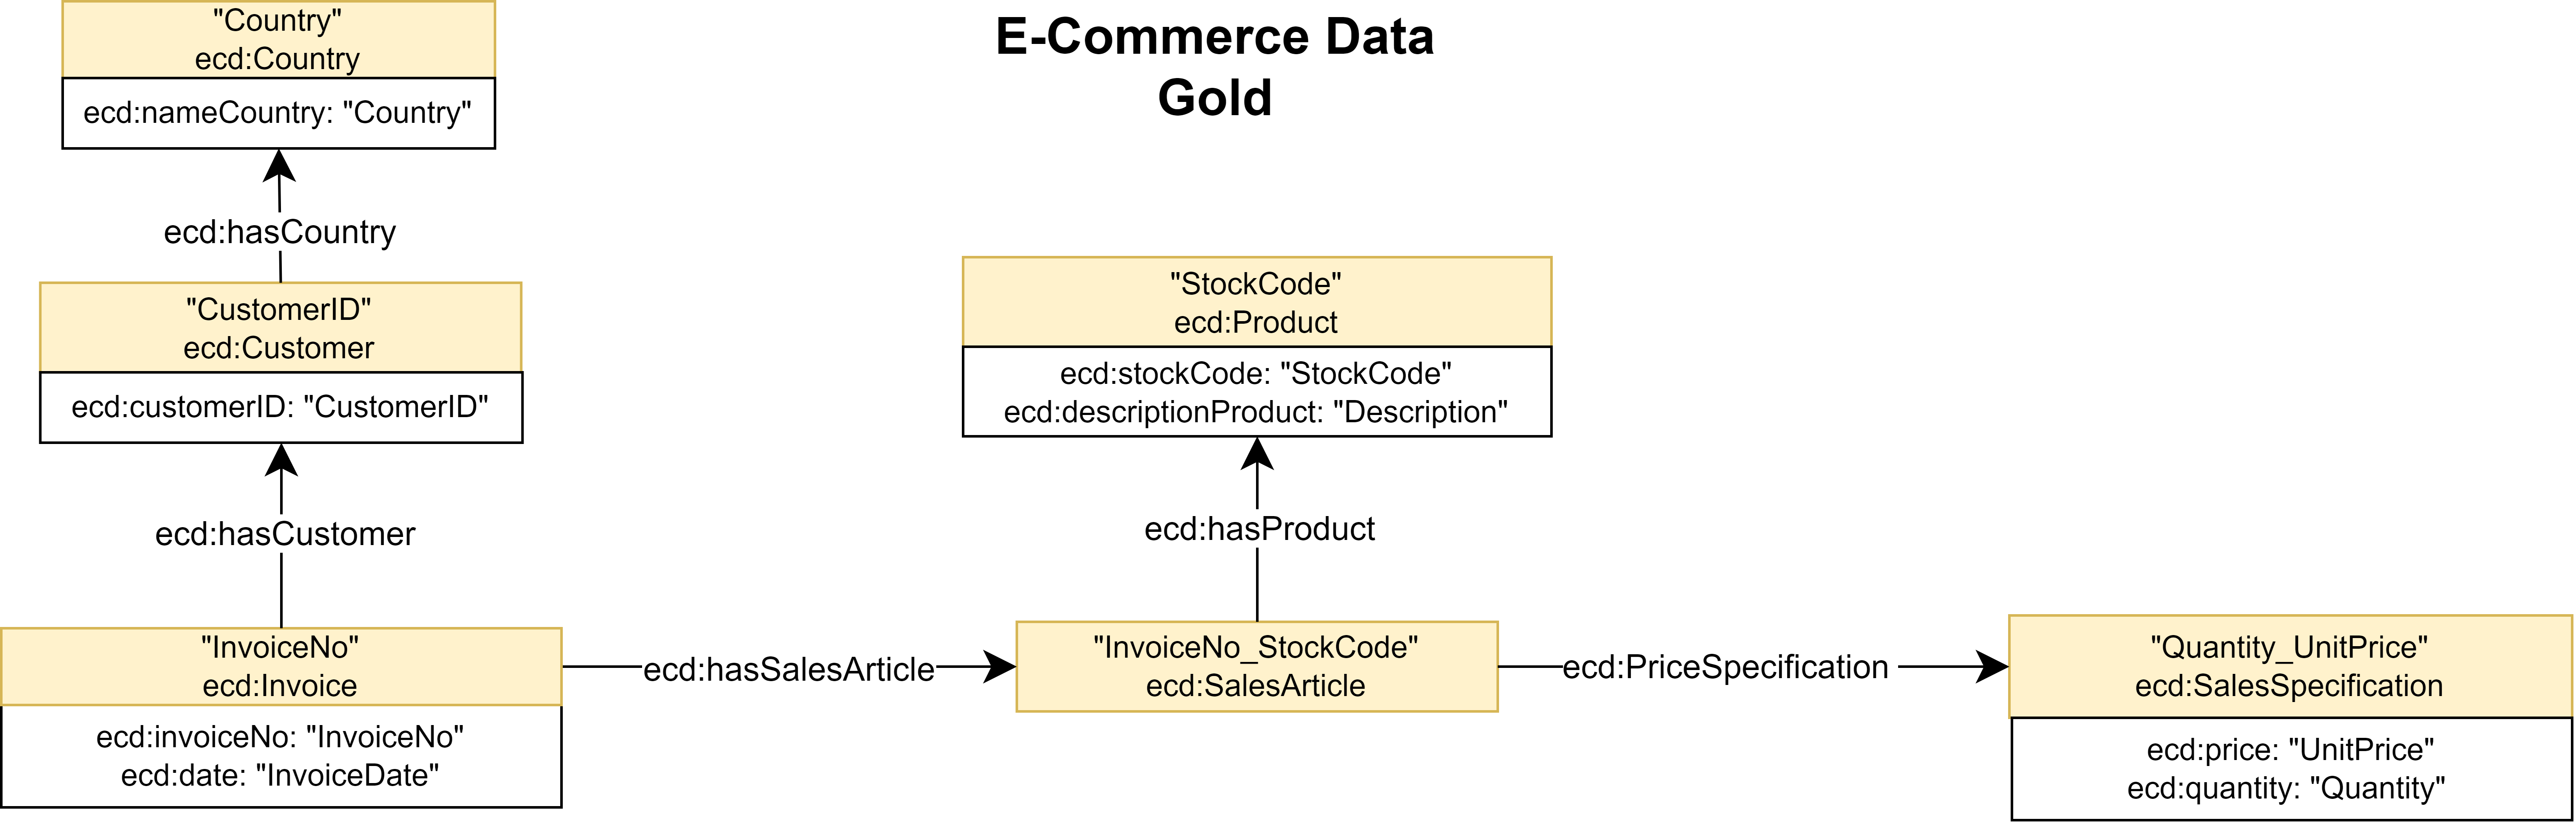 E-Commerce Data
Gold
"Country"
ecd:Country
ecd:nameCountry: "Country"
ecd:hasCountry
"CustomerID"
ecd:Customer
ecd:customerID: "CustomerID"
ecd:hasCustomer
"InvoiceNo"
ecd:Invoice
ecd:invoiceNo: "InvoiceNo"
ecd:date: "InvoiceDate"
ecd:hasSalesArticle
"StockCode"
ecd:Product
ecd:stockCode: "StockCode"
ecd:descriptionProduct: "Description"
ecd:hasProduct
"InvoiceNo_StockCode"
ecd:SalesArticle
ecd:PriceSpecification
"Quantity_UnitPrice"
ecd:SalesSpecification
ecd:price: "UnitPrice"
ecd:quantity: "Quantity"